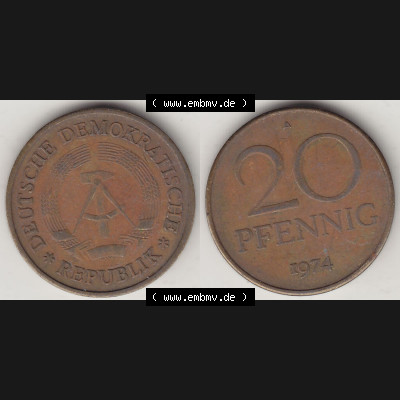 ( www.embmv.de )
DEUTSCHE DEMOKRATISCHE
* REPUBLIK *
A
20
PFENNIG
1974
( www.embmv.de )